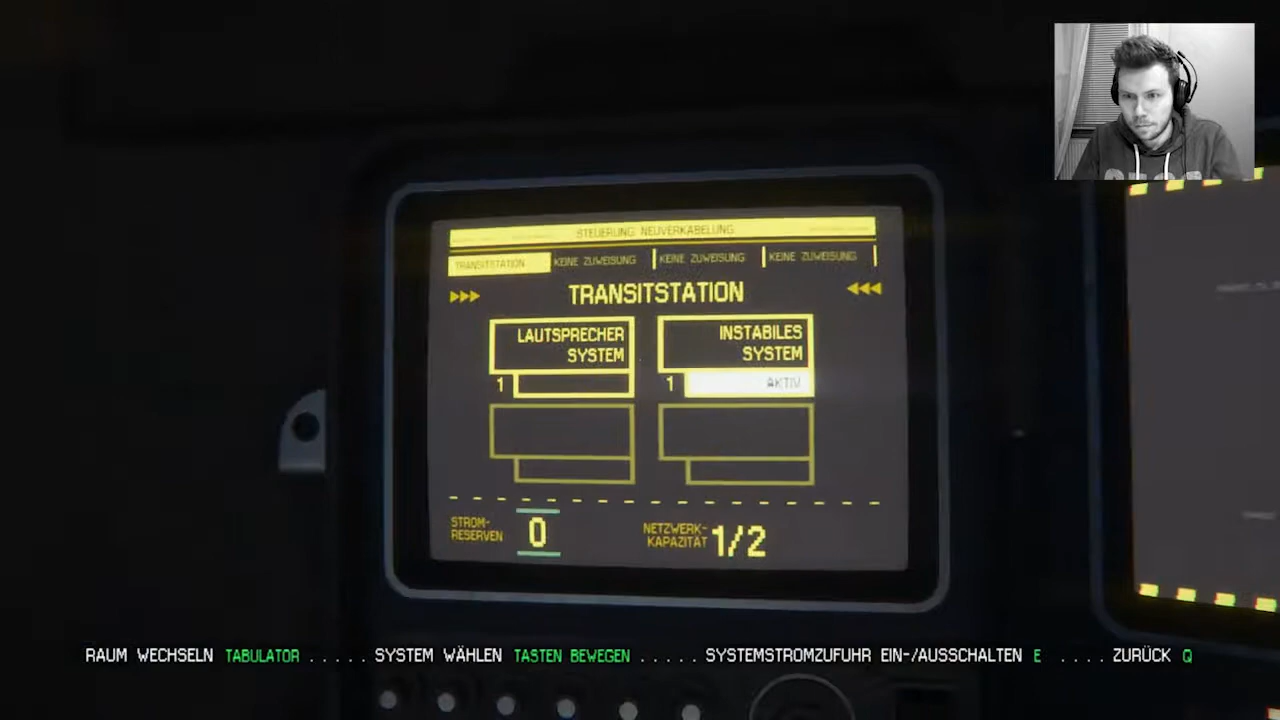 STEUERUNG: NEUVERKABELUNG
TRANSITSTATION KEINE ZUWEISUNG KEINE ZUWEISUNG KEINE ZUWEISUNG
TRANSITSTATION
LAUTSPRECHER
SYSTEM
1
INSTABILES
SYSTEM
1 AKTIV
STROM-
RESERVEN
0
NETZWERK-
KAPAZITÄT
1/2
RAUM WECHSELN TABULATOR ..... SYSTEM WÄHLEN TASTEN BEWEGEN ..... SYSTEMSTROMZUFUHR EIN-/AUSSCHALTEN E .... ZURÜCK Q